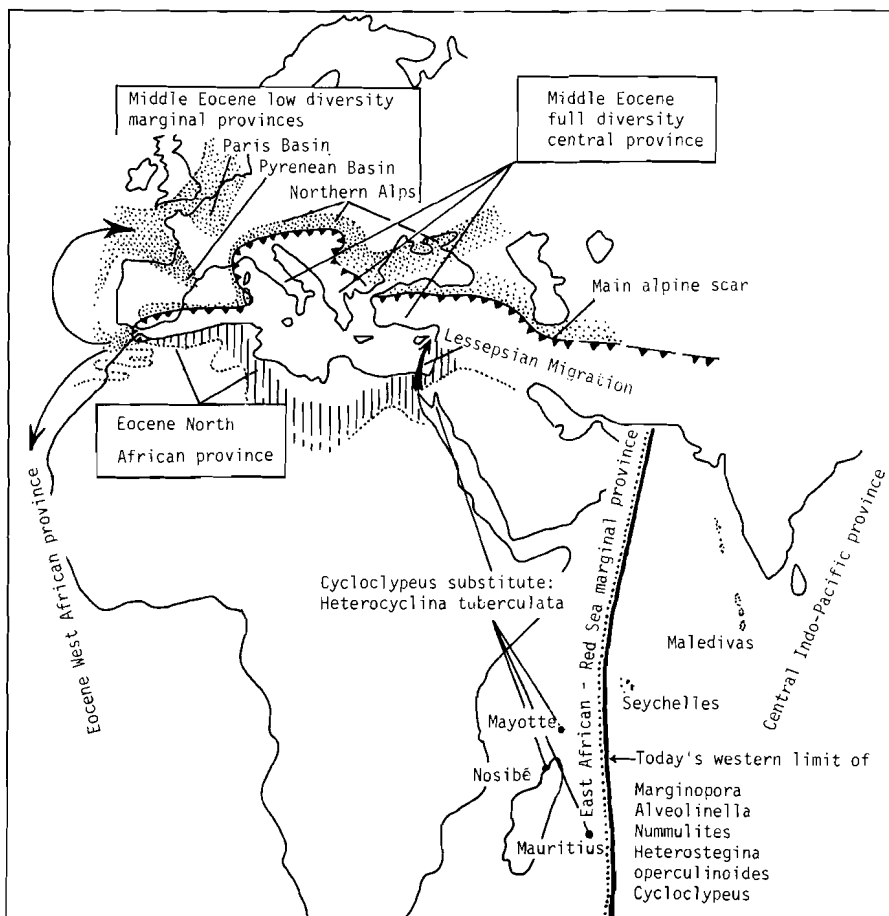 Middle Eocene low diversity
marginal provinces
Paris Basin
Pyrenean Basin
Northern Alps
Middle Eocene
full diversity
central province
Main alpine scar
Lessepsian Migration
Eocene North
African province
Eocene West African province
Cycloclypeus substitute:
Heterocyclina tuberculata
East African - Red Sea marginal province
Central Indo-Pacific province
Maledivas
Seychelles
Mayotte
Nosibé
Mauritius
Today's western limit of
Marginopora
Alveolinella
Nummulites
Heterostegina
operculinoides
Cycloclypeus